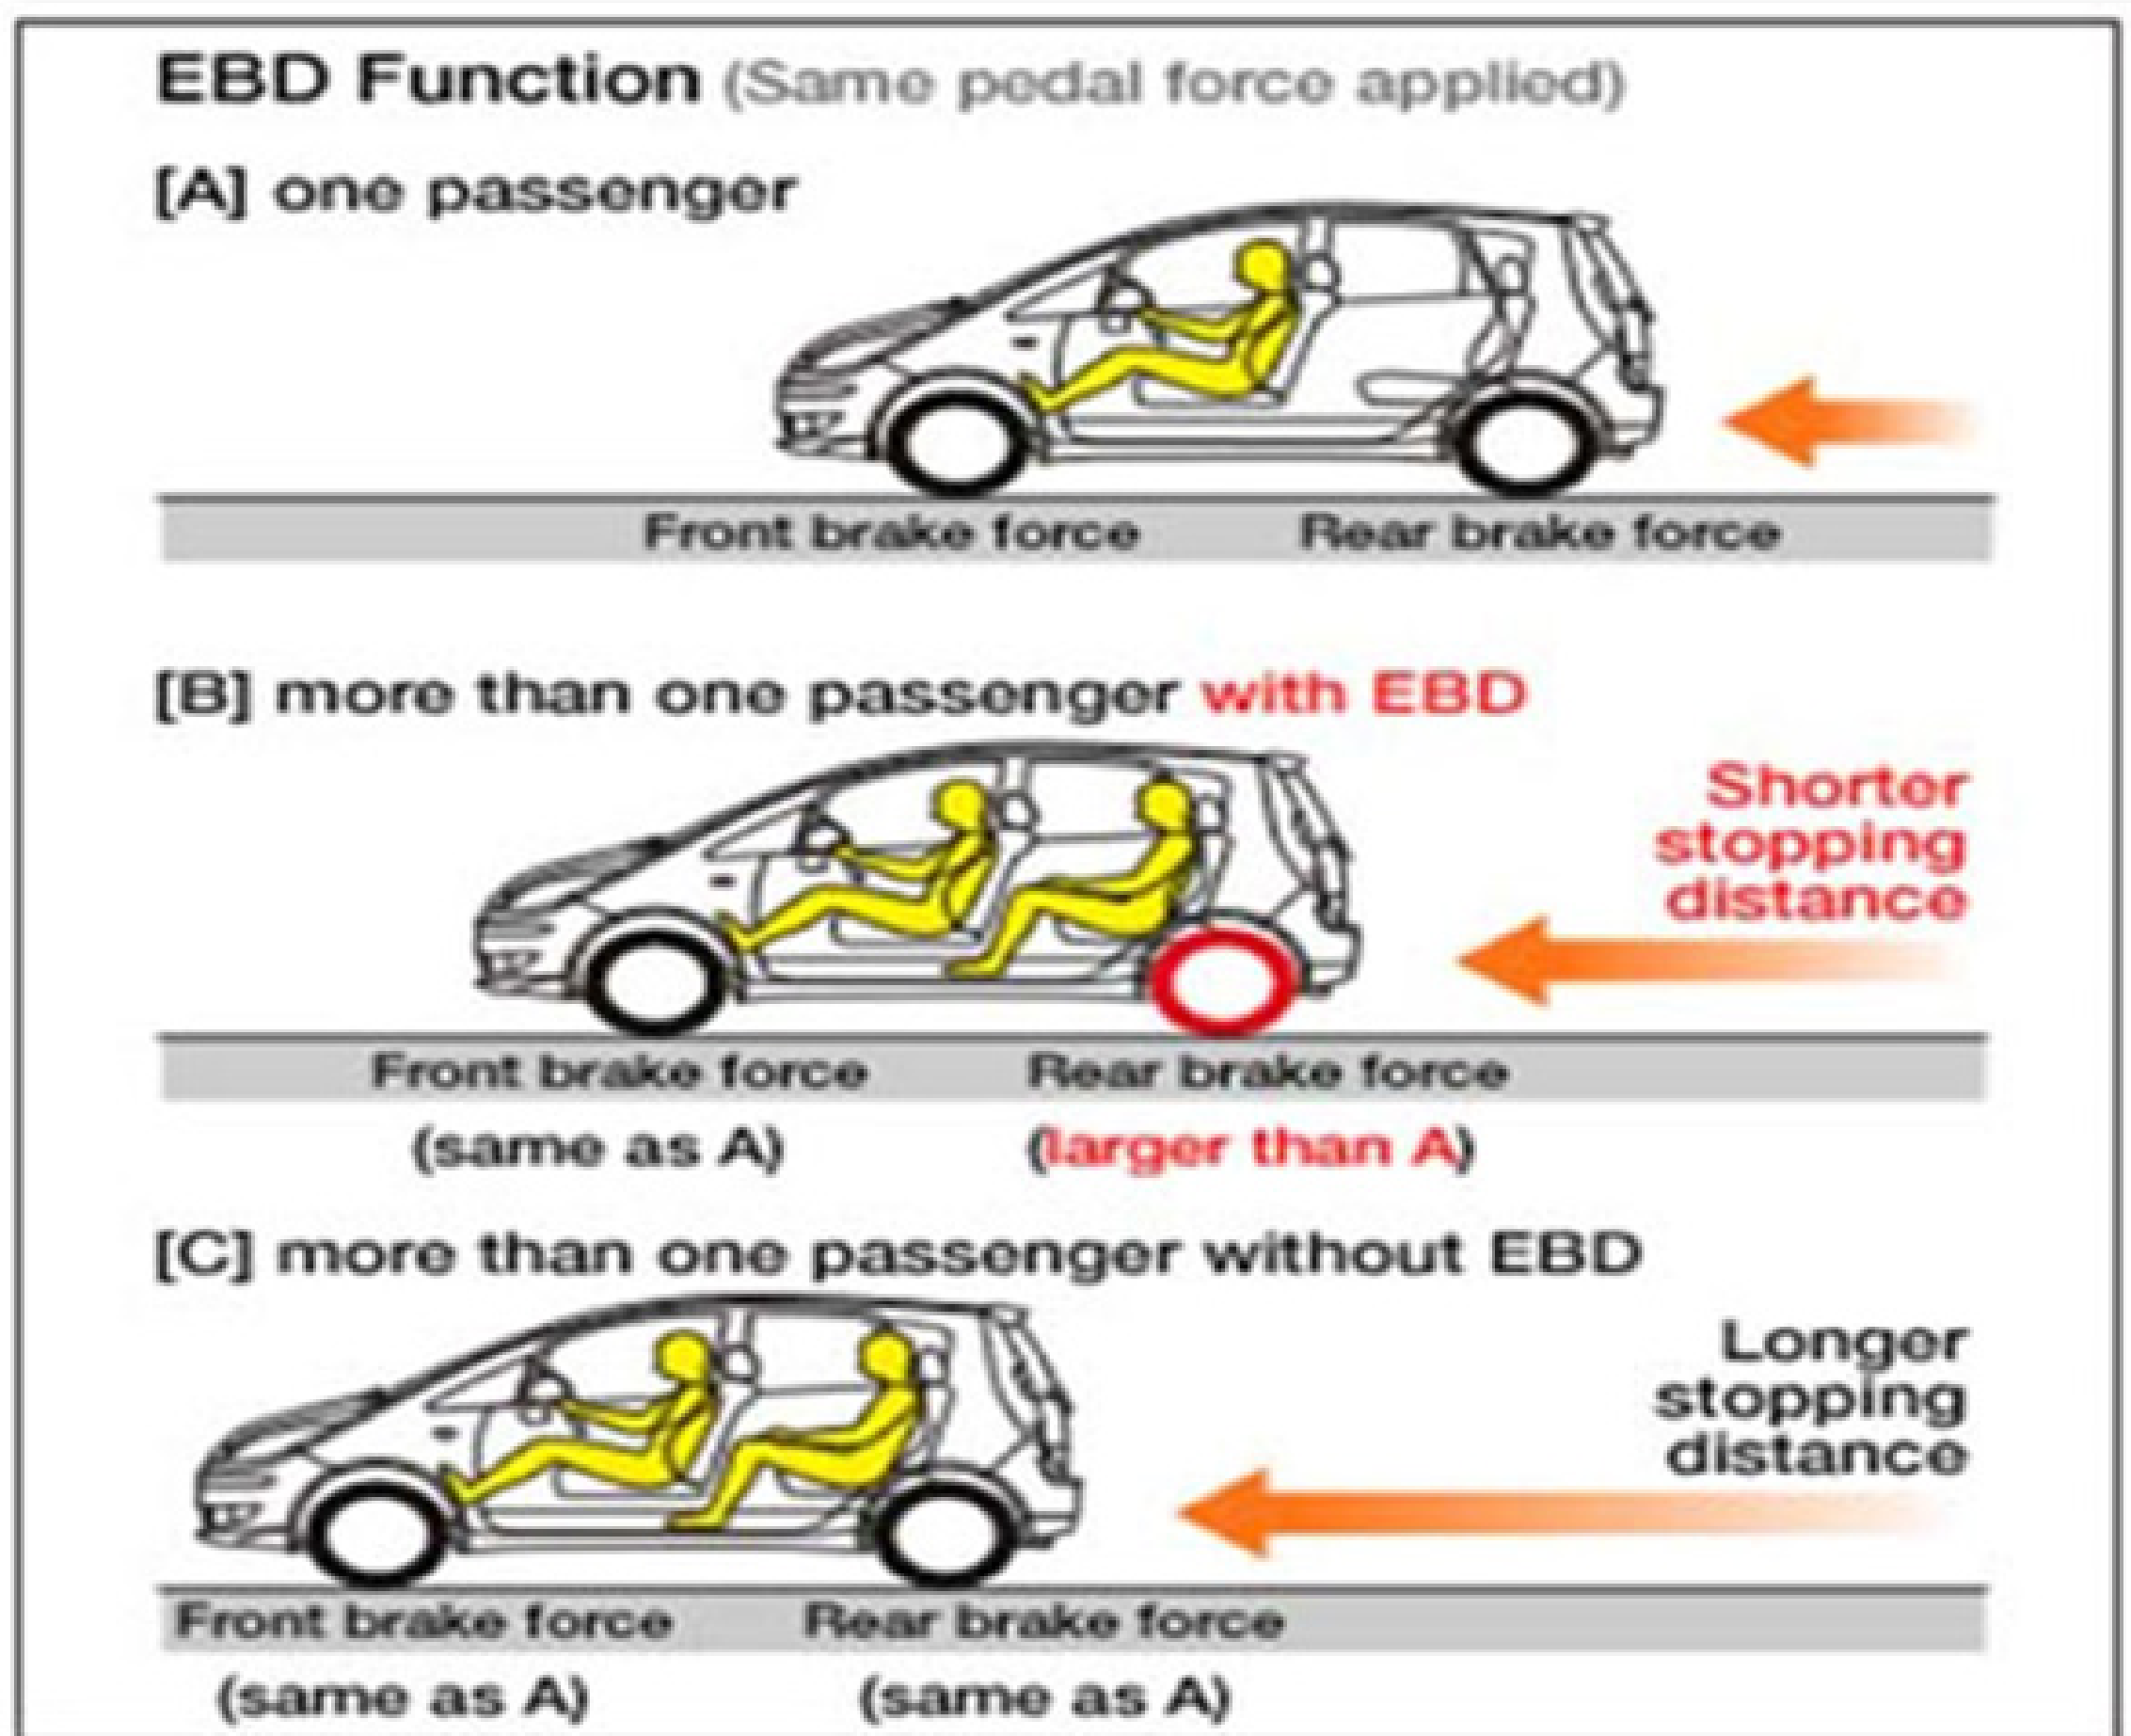 EBD Function (Same pedal force applied)
[A] one passenger
Front brake force Rear brake force
[B] more than one passenger with EBD
Shorter
stopping
distance
Front brake force Rear brake force
(same as A) (larger than A)
[C] more than one passenger without EBD
Longer
stopping
distance
Front brake force Rear brake force
(same as A) (same as A)